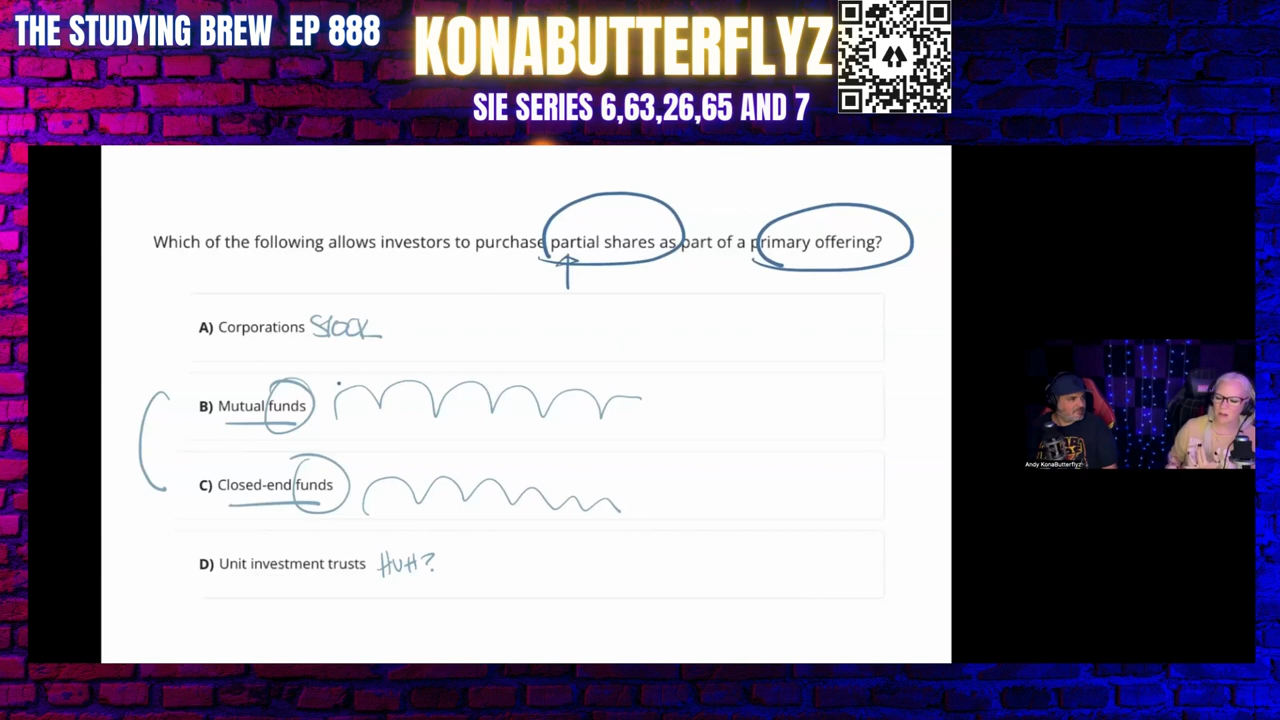 THE STUDYING BREW EP 888
KONABUTTERFLYZ
SIE SERIES 6,63,26,65 AND 7
Which of the following allows investors to purchase partial shares as part of a primary offering?
A) Corporations STOCK
B) Mutual funds
C) Closed-end funds
D) Unit investment trusts HUH?
Andy KonaButterflyz